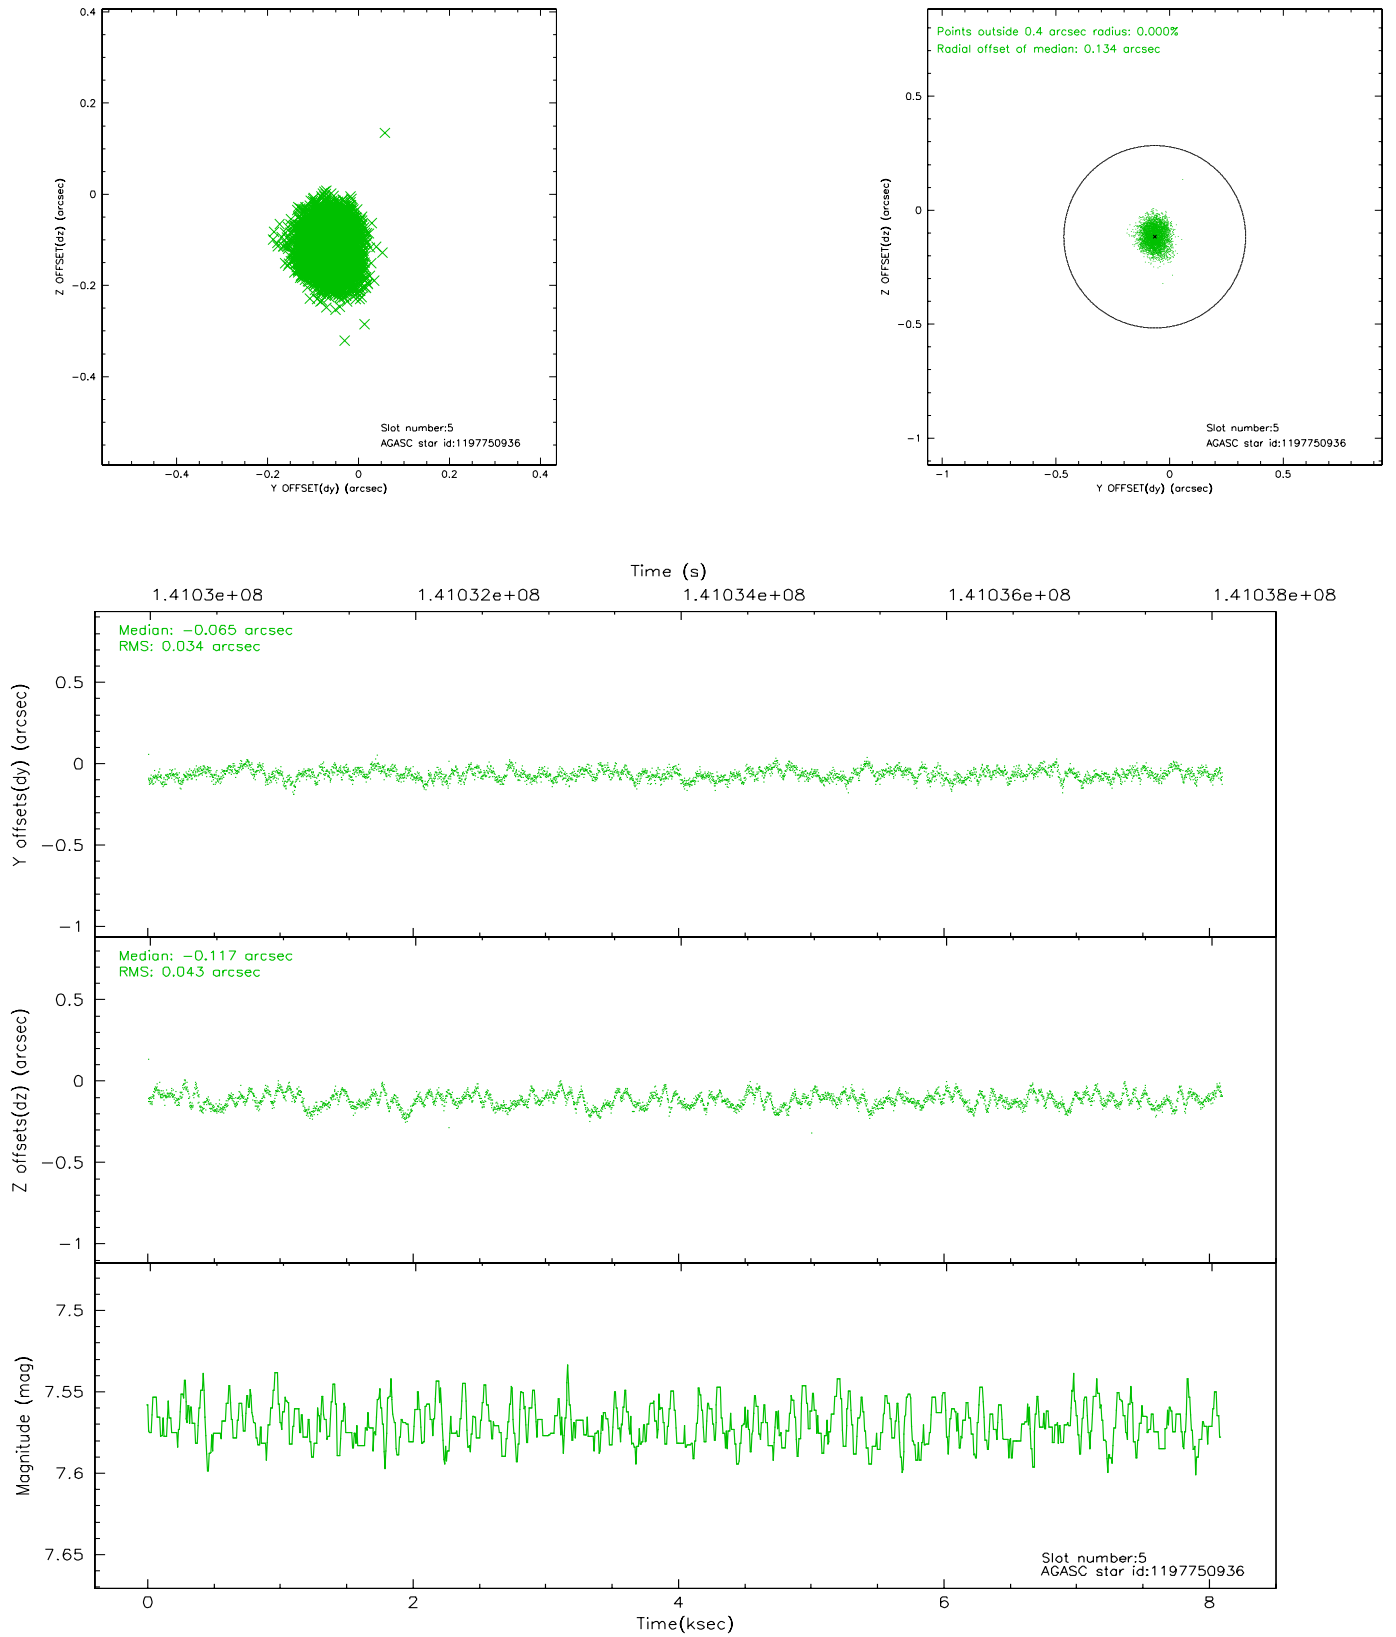 0.4
0.2
0
-0.2
-0.4
Z OFFSET(dz) (arcsec)
Slot number:5
AGASC star id:1197750936
-0.4 -0.2 0 0.2 0.4
Y OFFSET(dy) (arcsec)
Points outside 0.4 arcsec radius: 0.000%
Radial offset of median: 0.134 arcsec
0.5
0
-0.5
-1
Z OFFSET(dz) (arcsec)
Slot number:5
AGASC star id:1197750936
-1 -0.5 0 0.5
Y OFFSET(dy) (arcsec)
Time (s)
1.4103e+08 1.41032e+08 1.41034e+08 1.41036e+08 1.41038e+08
Median: -0.065 arcsec
RMS: 0.034 arcsec
0.5
0
-0.5
-1
Y offsets(dy) (arcsec)
Median: -0.117 arcsec
RMS: 0.043 arcsec
0.5
0
-0.5
-1
Z offsets(dz) (arcsec)
7.5
7.55
7.6
7.65
Magnitude (mag)
Slot number:5
AGASC star id:1197750936
0 2 4 6 8
Time(ksec)